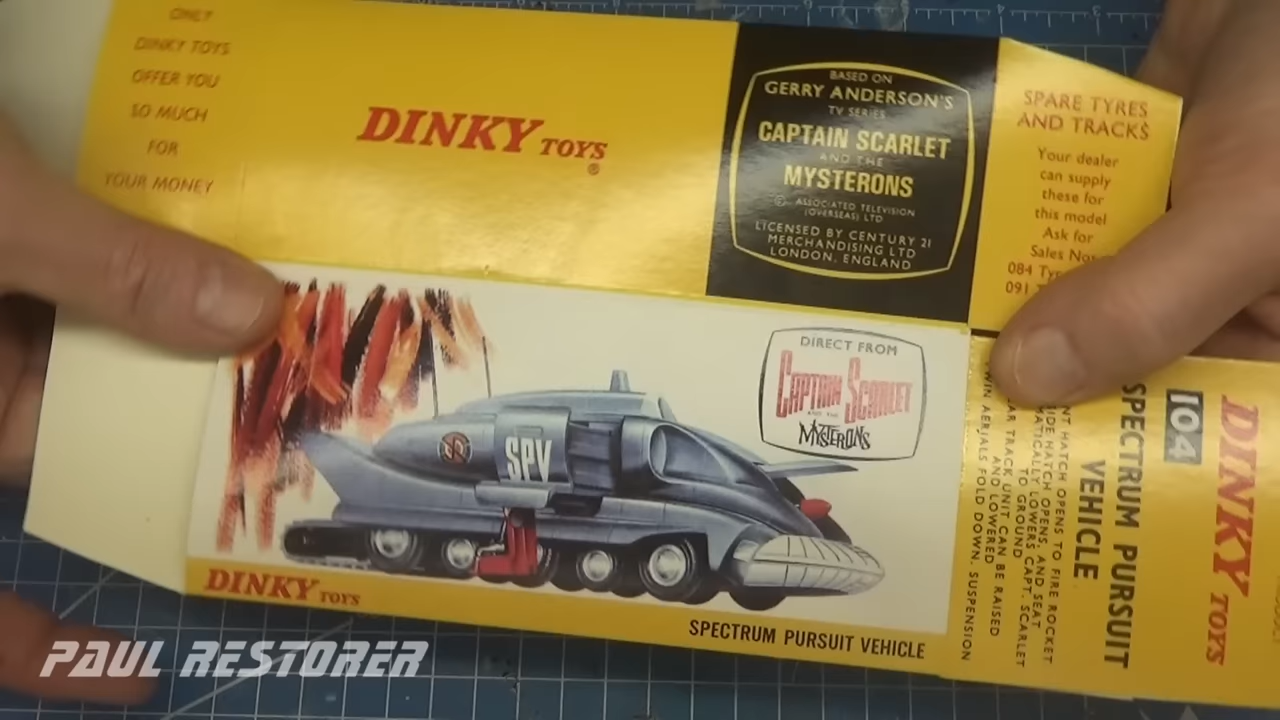 ONLY
DINKY TOYS
OFFER YOU
SO MUCH
FOR
YOUR MONEY
DINKY TOYS
®
BASED ON
GERRY ANDERSON'S
TV SERIES
CAPTAIN SCARLET
AND THE
MYSTERONS
© ASSOCIATED TELEVISION
(OVERSEAS) LTD
LICENSED BY CENTURY 21
MERCHANDISING LTD
LONDON, ENGLAND
SPARE TYRES
AND TRACKS
Your dealer
can supply
these for
this model
Ask for
Sales
084
091
DIRECT FROM
CAPTAIN SCARLET
AND THE
MYSTERONS
SPV
DINKY TOYS
SPECTRUM PURSUIT VEHICLE
DINKY TOYS
104
SPECTRUM PURSUIT
VEHICLE
HATCH OPENS TO FIRE ROCKET
HATCH OPENS, AND SEAT
LOWERS CAPT. SCARLET
TO GROUND
TRACK UNIT CAN BE RAISED
AND LOWERED
AERIALS FOLD DOWN. SUSPENSION
PAUL RESTORER